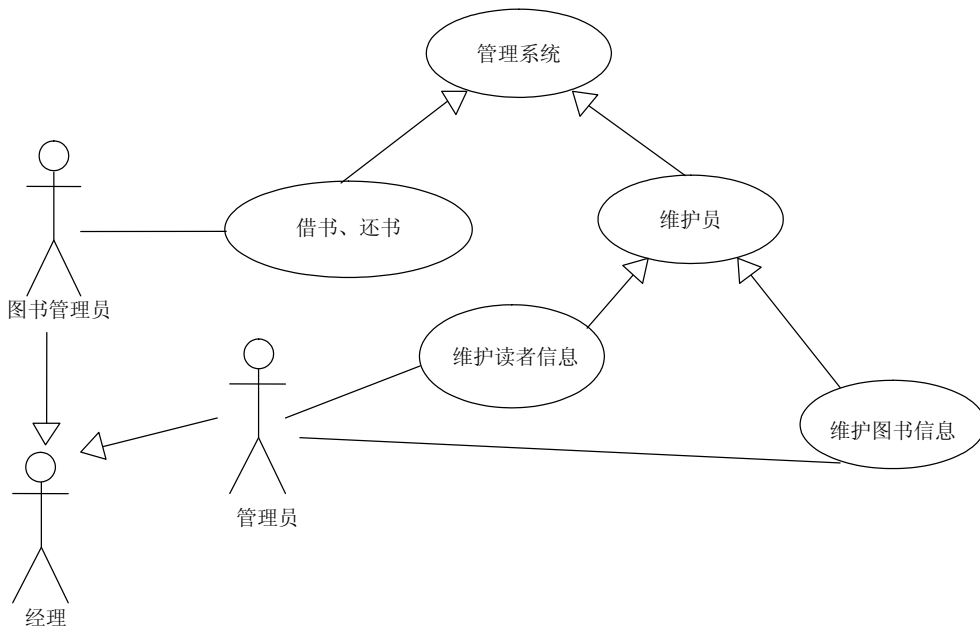 管理系统
借书、还书
维护员
图书管理员
维护读者信息
维护图书信息
管理员
经理